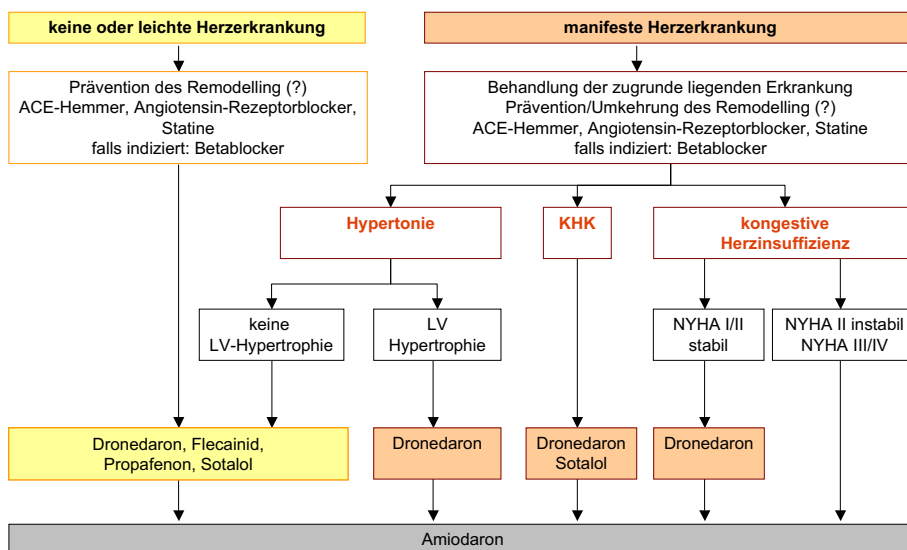 keine oder leichte Herzerkrankung
manifeste Herzerkrankung
Prävention des Remodelling (?)
ACE-Hemmer, Angiotensin-Rezeptorblocker,
Statine
falls indiziert: Betablocker
Behandlung der zugrunde liegenden Erkrankung
Prävention/Umkehrung des Remodelling (?)
ACE-Hemmer, Angiotensin-Rezeptorblocker, Statine
falls indiziert: Betablocker
Hypertonie
KHK
kongestive
Herzinsuffizienz
keine
LV-Hypertrophie
LV
Hypertrophie
NYHA I/II
stabil
NYHA II instabil
NYHA III/IV
Dronedaron, Flecainid,
Propafenon, Sotalol
Dronedaron
Dronedaron
Sotalol
Dronedaron
Amiodaron